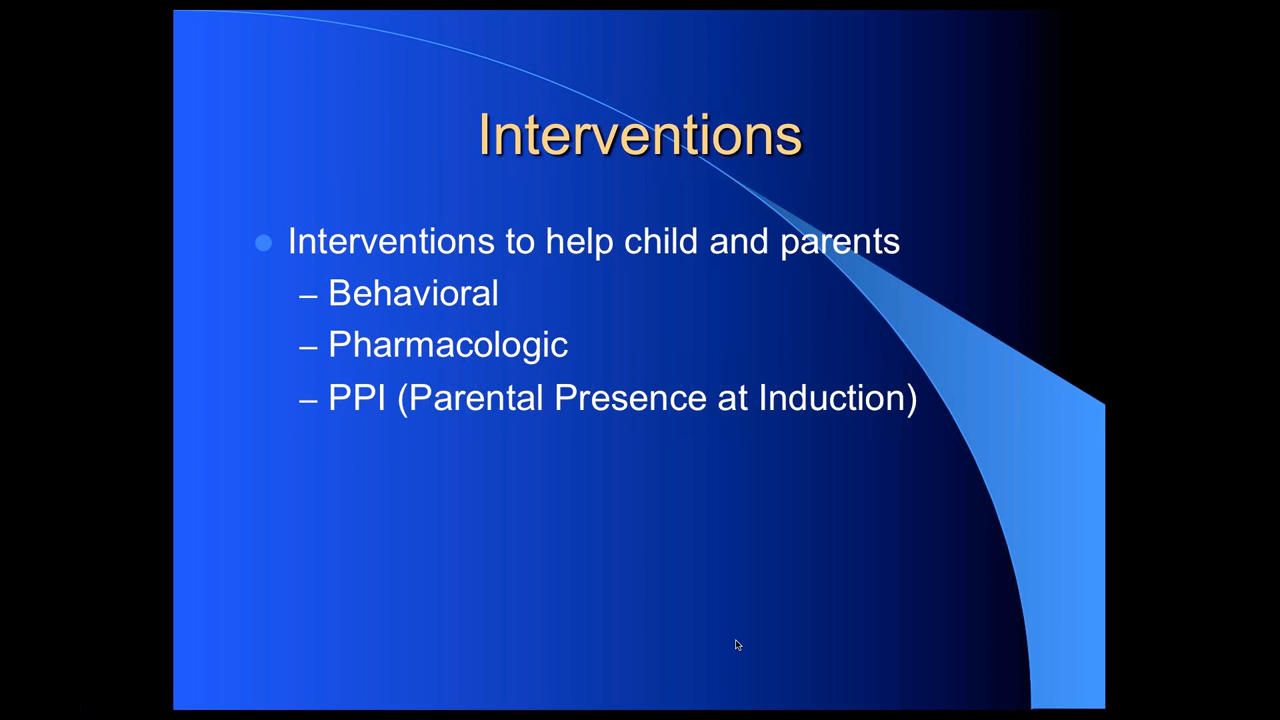 Interventions
Interventions to help child and parents
– Behavioral
– Pharmacologic
– PPI (Parental Presence at Induction)